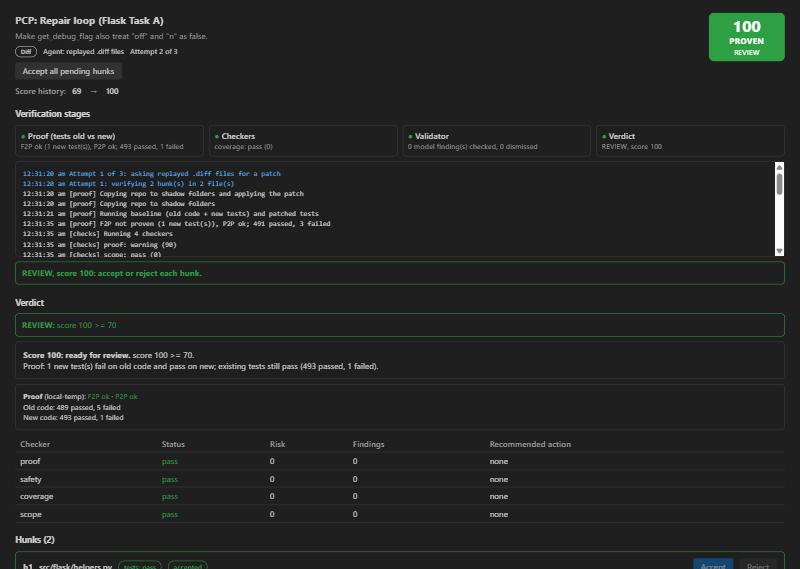 PCP: Repair loop (Flask Task A)
Make get_debug_flag also treat "off" and "n" as false.
Diff Agent: replayed .diff files Attempt 2 of 3
Accept all pending hunks
Score history: 69 → 100
100
PROVEN
REVIEW
Verification stages
Proof (tests old vs new)
F2P ok (1 new test(s)), P2P ok; 493 passed, 1 failed
Checkers
coverage: pass (0)
Validator
0 model finding(s) checked, 0 dismissed
Verdict
REVIEW, score 100
12:31:20 am Attempt 1 of 3: asking replayed .diff files for a patch
12:31:20 am Attempt 1: verifying 2 hunk(s) in 2 file(s)
12:31:20 am [proof] Copying repo to shadow folders and applying the patch
12:31:20 am [proof] Copying repo to shadow folders
12:31:21 am [proof] Running baseline (old code + new tests) and patched tests
12:31:35 am [proof] F2P not proven (1 new test(s)), P2P ok; 491 passed, 3 failed
12:31:35 am [checks] Running 4 checkers
12:31:35 am [checks] proof: warning (90)
12:31:35 am [checks] scope: pass (0)
REVIEW, score 100: accept or reject each hunk.
Verdict
REVIEW: score 100 >= 70
Score 100: ready for review. score 100 >= 70.
Proof: 1 new test(s) fail on old code and pass on new; existing tests still pass (493 passed, 1 failed).
Proof (local-temp): F2P ok · P2P ok
Old code: 489 passed, 5 failed
New code: 493 passed, 1 failed
Checker Status Risk Findings Recommended action
proof pass 0 0 none
safety pass 0 0 none
coverage pass 0 0 none
scope pass 0 0 none
Hunks (2)
h1 src/flask/helpers.py tests: pass accepted Accept Reject